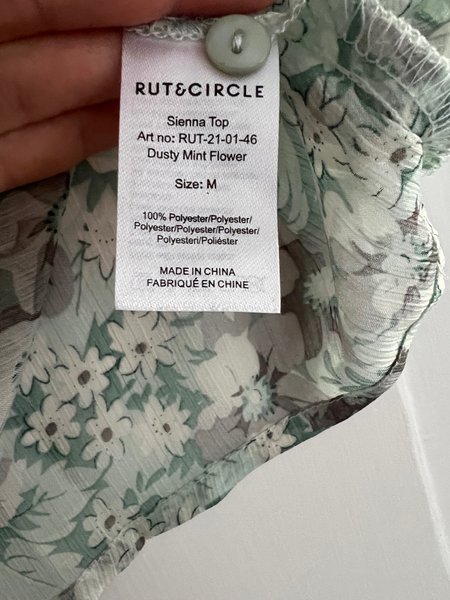 RUT&CIRCLE
Sienna Top
Art no: RUT-21-01-46
Dusty Mint Flower
Size: M
100% Polyester/Polyester/
Polyester/Polyester/Polyester/
Polyesteri/Poliéster
MADE IN CHINA
FABRIQUÉ EN CHINE